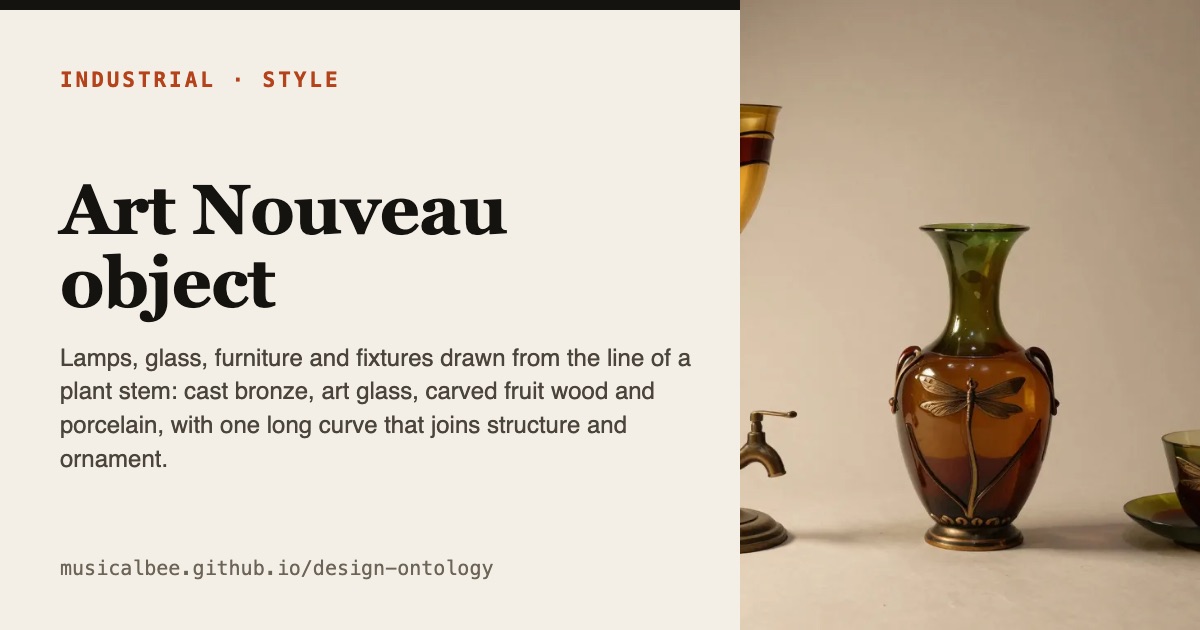 INDUSTRIAL · STYLE
Art Nouveau
object
Lamps, glass, furniture and fixtures drawn from the line of a
plant stem: cast bronze, art glass, carved fruit wood and
porcelain, with one long curve that joins structure and
ornament.
musicalbee.github.io/design-ontology